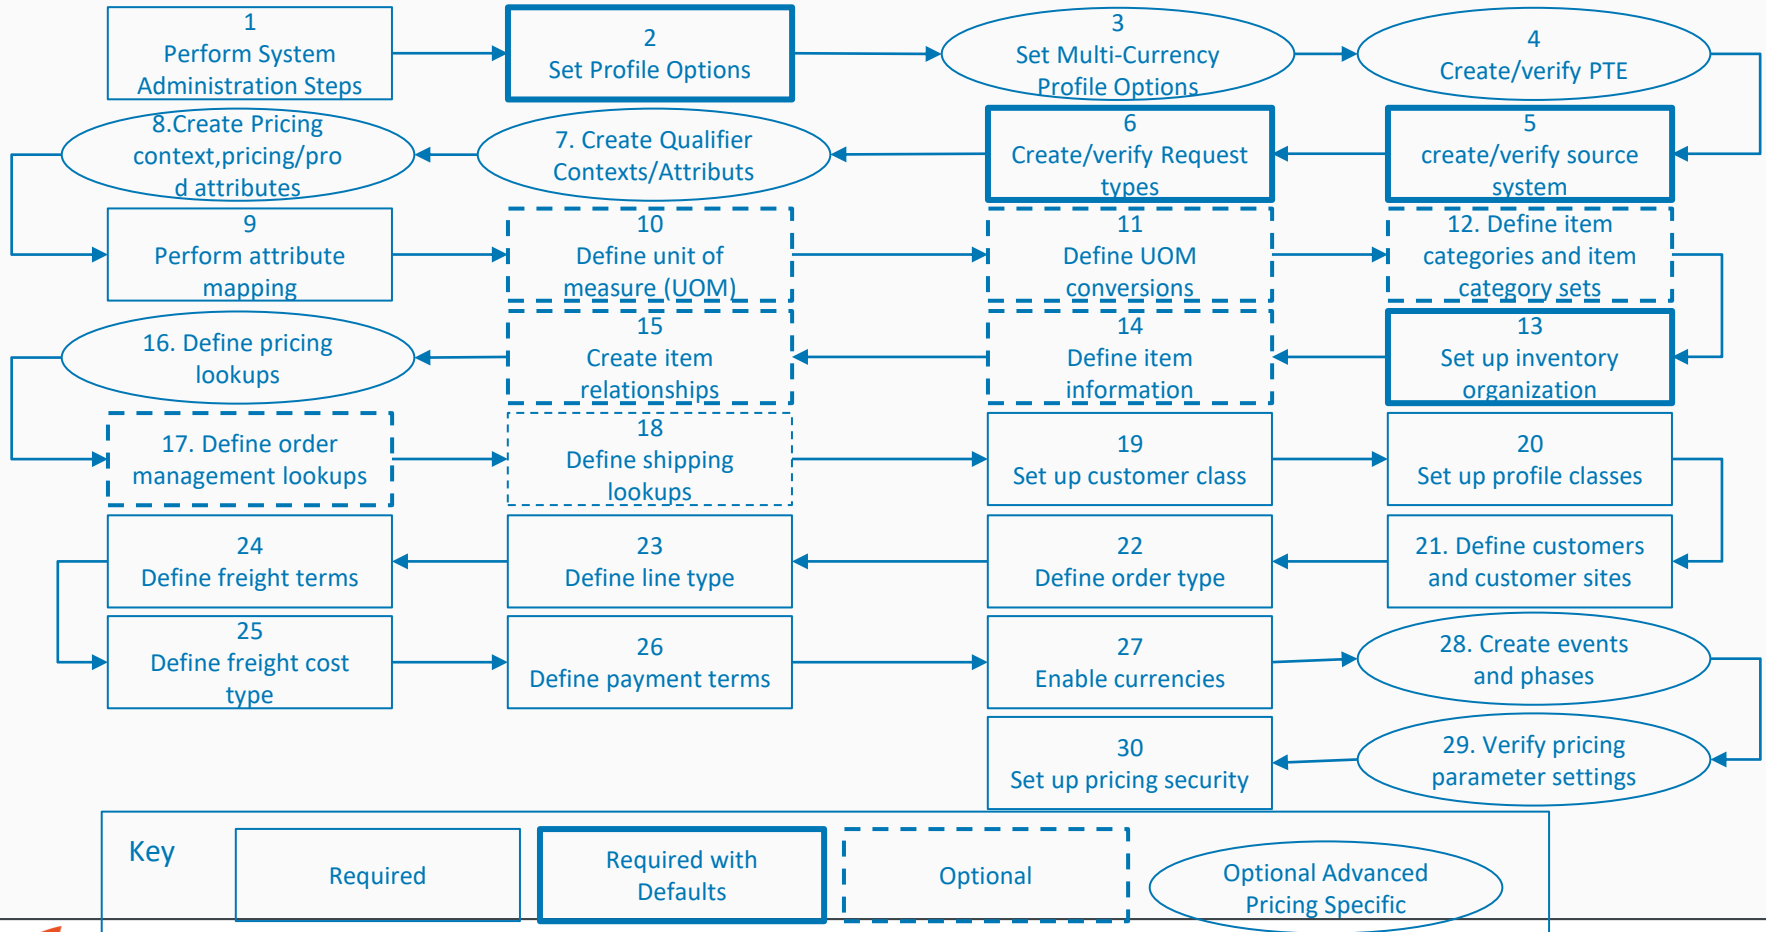 1
Perform System
Administration Steps
2
Set Profile Options
3
Set Multi-Currency
Profile Options
4
Create/verify PTE
8.Create Pricing
context,pricing/pro
d attributes
7. Create Qualifier
Contexts/Attributs
6
Create/verify Request
types
5
create/verify source
system
9
Perform attribute
mapping
10
Define unit of
measure (UOM)
11
Define UOM
conversions
12. Define item
categories and item
category sets
16. Define pricing
lookups
15
Create item
relationships
14
Define item
information
13
Set up inventory
organization
17. Define order
management lookups
18
Define shipping
lookups
19
Set up customer class
20
Set up profile classes
24
Define freight terms
23
Define line type
22
Define order type
21. Define customers
and customer sites
25
Define freight cost
type
26
Define payment terms
27
Enable currencies
28. Create events
and phases
30
Set up pricing security
29. Verify pricing
parameter settings
Key
Required
Required with
Defaults
Optional
Optional Advanced
Pricing Specific